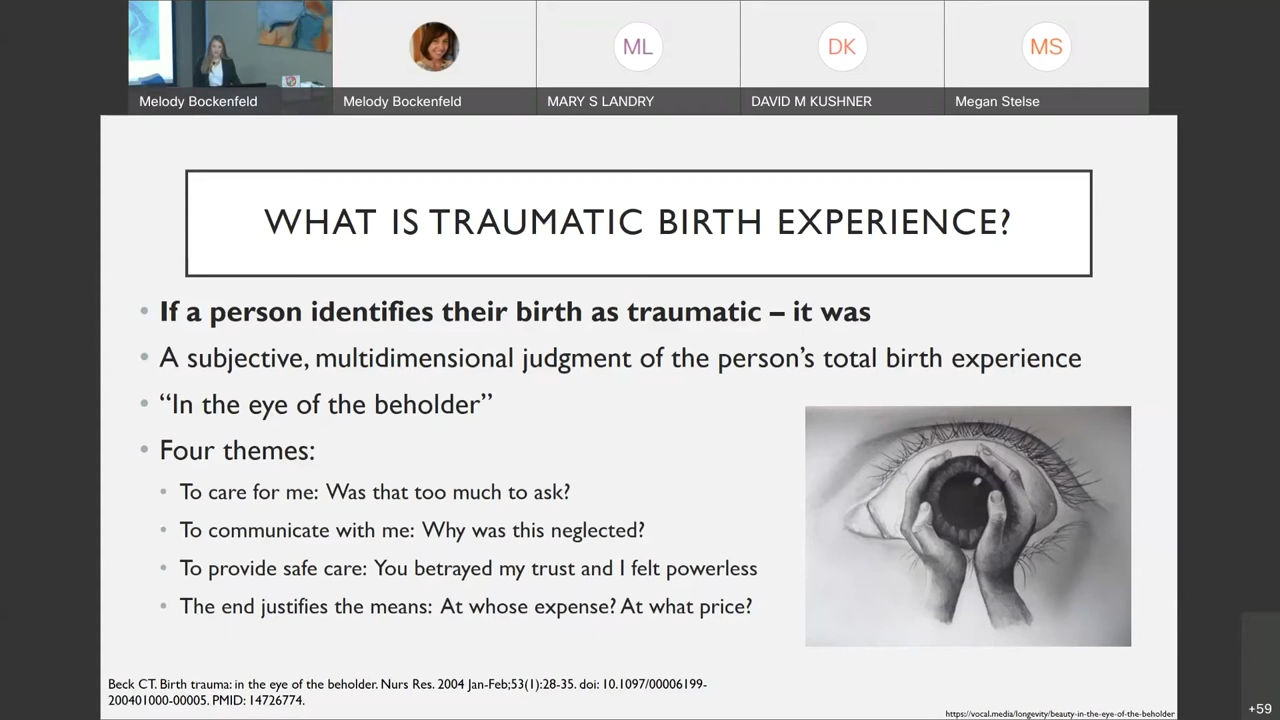 Melody Bockenfeld
Melody Bockenfeld
ML
MARY S LANDRY
DK
DAVID M KUSHNER
MS
Megan Stelse
WHAT IS TRAUMATIC BIRTH EXPERIENCE?
• If a person identifies their birth as traumatic – it was
• A subjective, multidimensional judgment of the person’s total birth experience
• “In the eye of the beholder”
• Four themes:
• To care for me: Was that too much to ask?
• To communicate with me: Why was this neglected?
• To provide safe care: You betrayed my trust and I felt powerless
• The end justifies the means: At whose expense? At what price?
Beck CT. Birth trauma: in the eye of the beholder. Nurs Res. 2004 Jan-Feb;53(1):28-35. doi: 10.1097/00006199-
200401000-00005. PMID: 14726774.
https://vocal.media/longevity/beauty-in-the-eye-of-the-beholder
+59